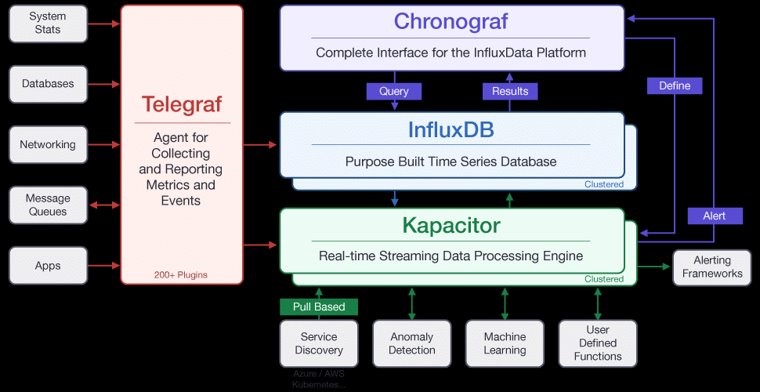 System
Stats
Databases
Networking
Message
Queues
Apps
Telegraf
Agent for
Collecting
and Reporting
Metrics and
Events
200+ Plugins
Chronograf
Complete Interface for the InfluxData Platform
Query
Results
Define
InfluxDB
Purpose Built Time Series Database
Clustered
Alert
Kapacitor
Real-time Streaming Data Processing Engine
Clustered
Alerting
Frameworks
Pull Based
Service
Discovery
Azure / AWS
Kubernetes...
Anomaly
Detection
Machine
Learning
User
Defined
Functions